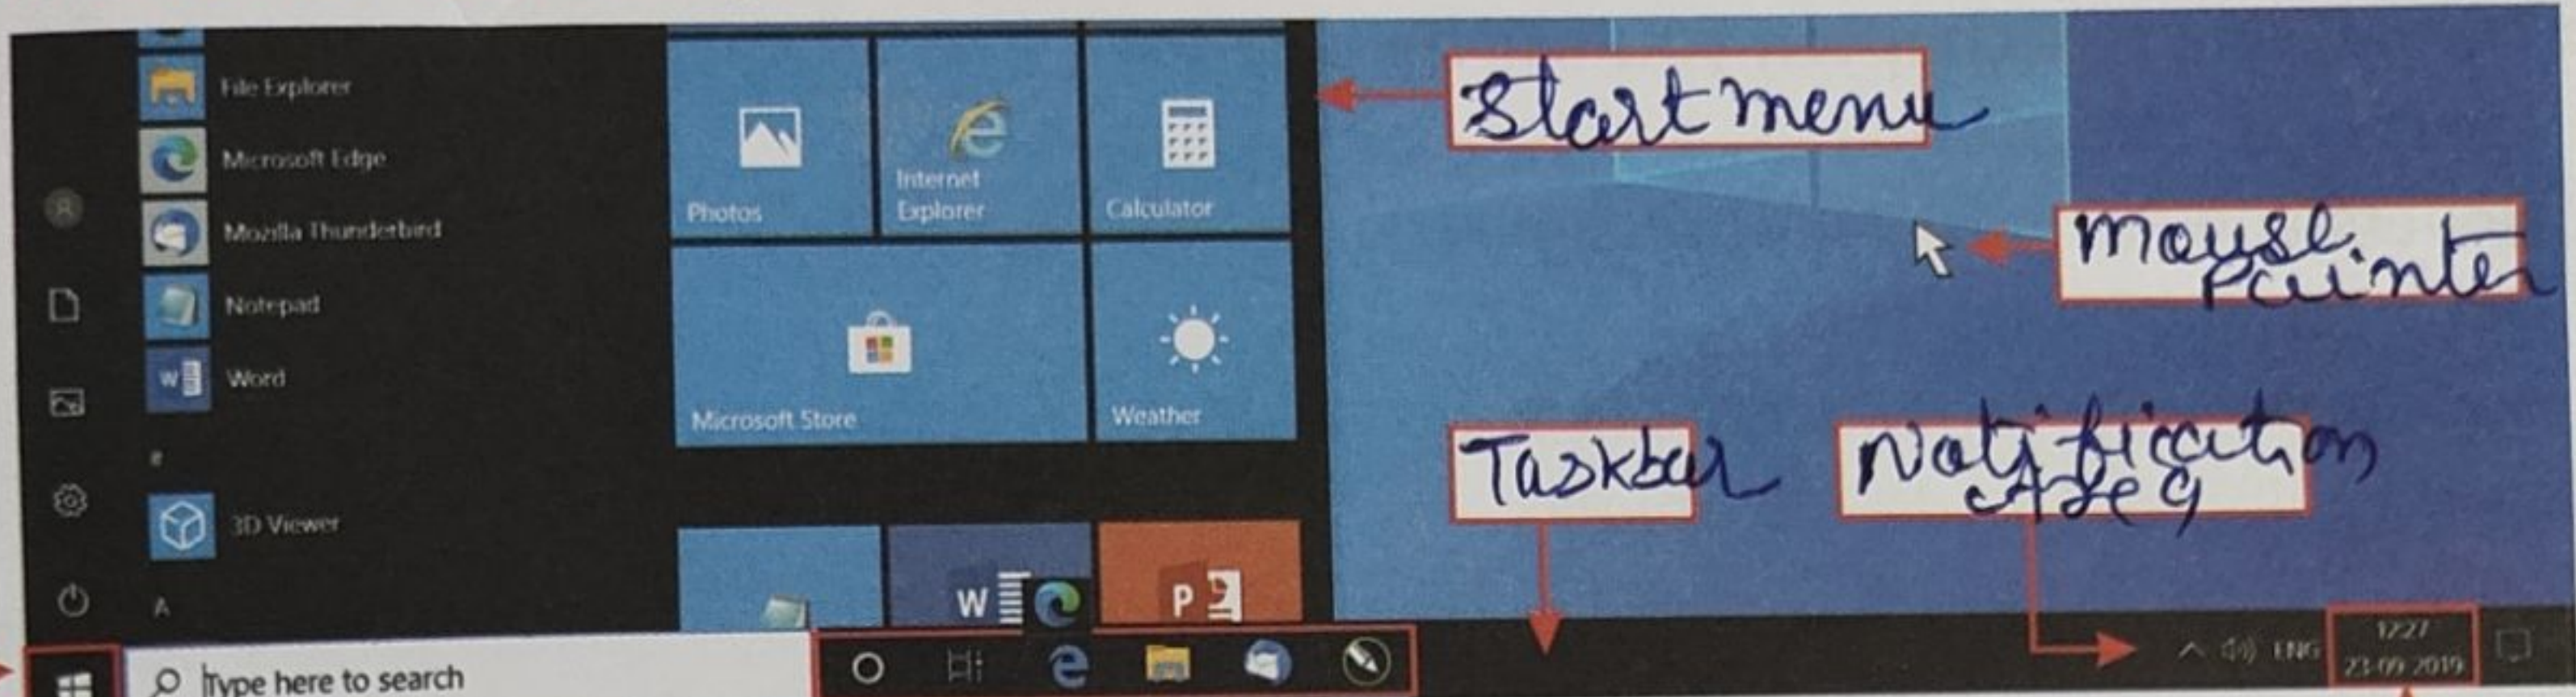 File Explorer
Microsoft Edge
Mozilla Thunderbird
Notepad
Word
#
3D Viewer
A
Photos
Internet
Explorer
Calculator
Microsoft Store
Weather
W
P
Start menu
Mouse
Pointer
Taskbar
Notification
Area
Type here to search
ENG
12:27
23-09-2019